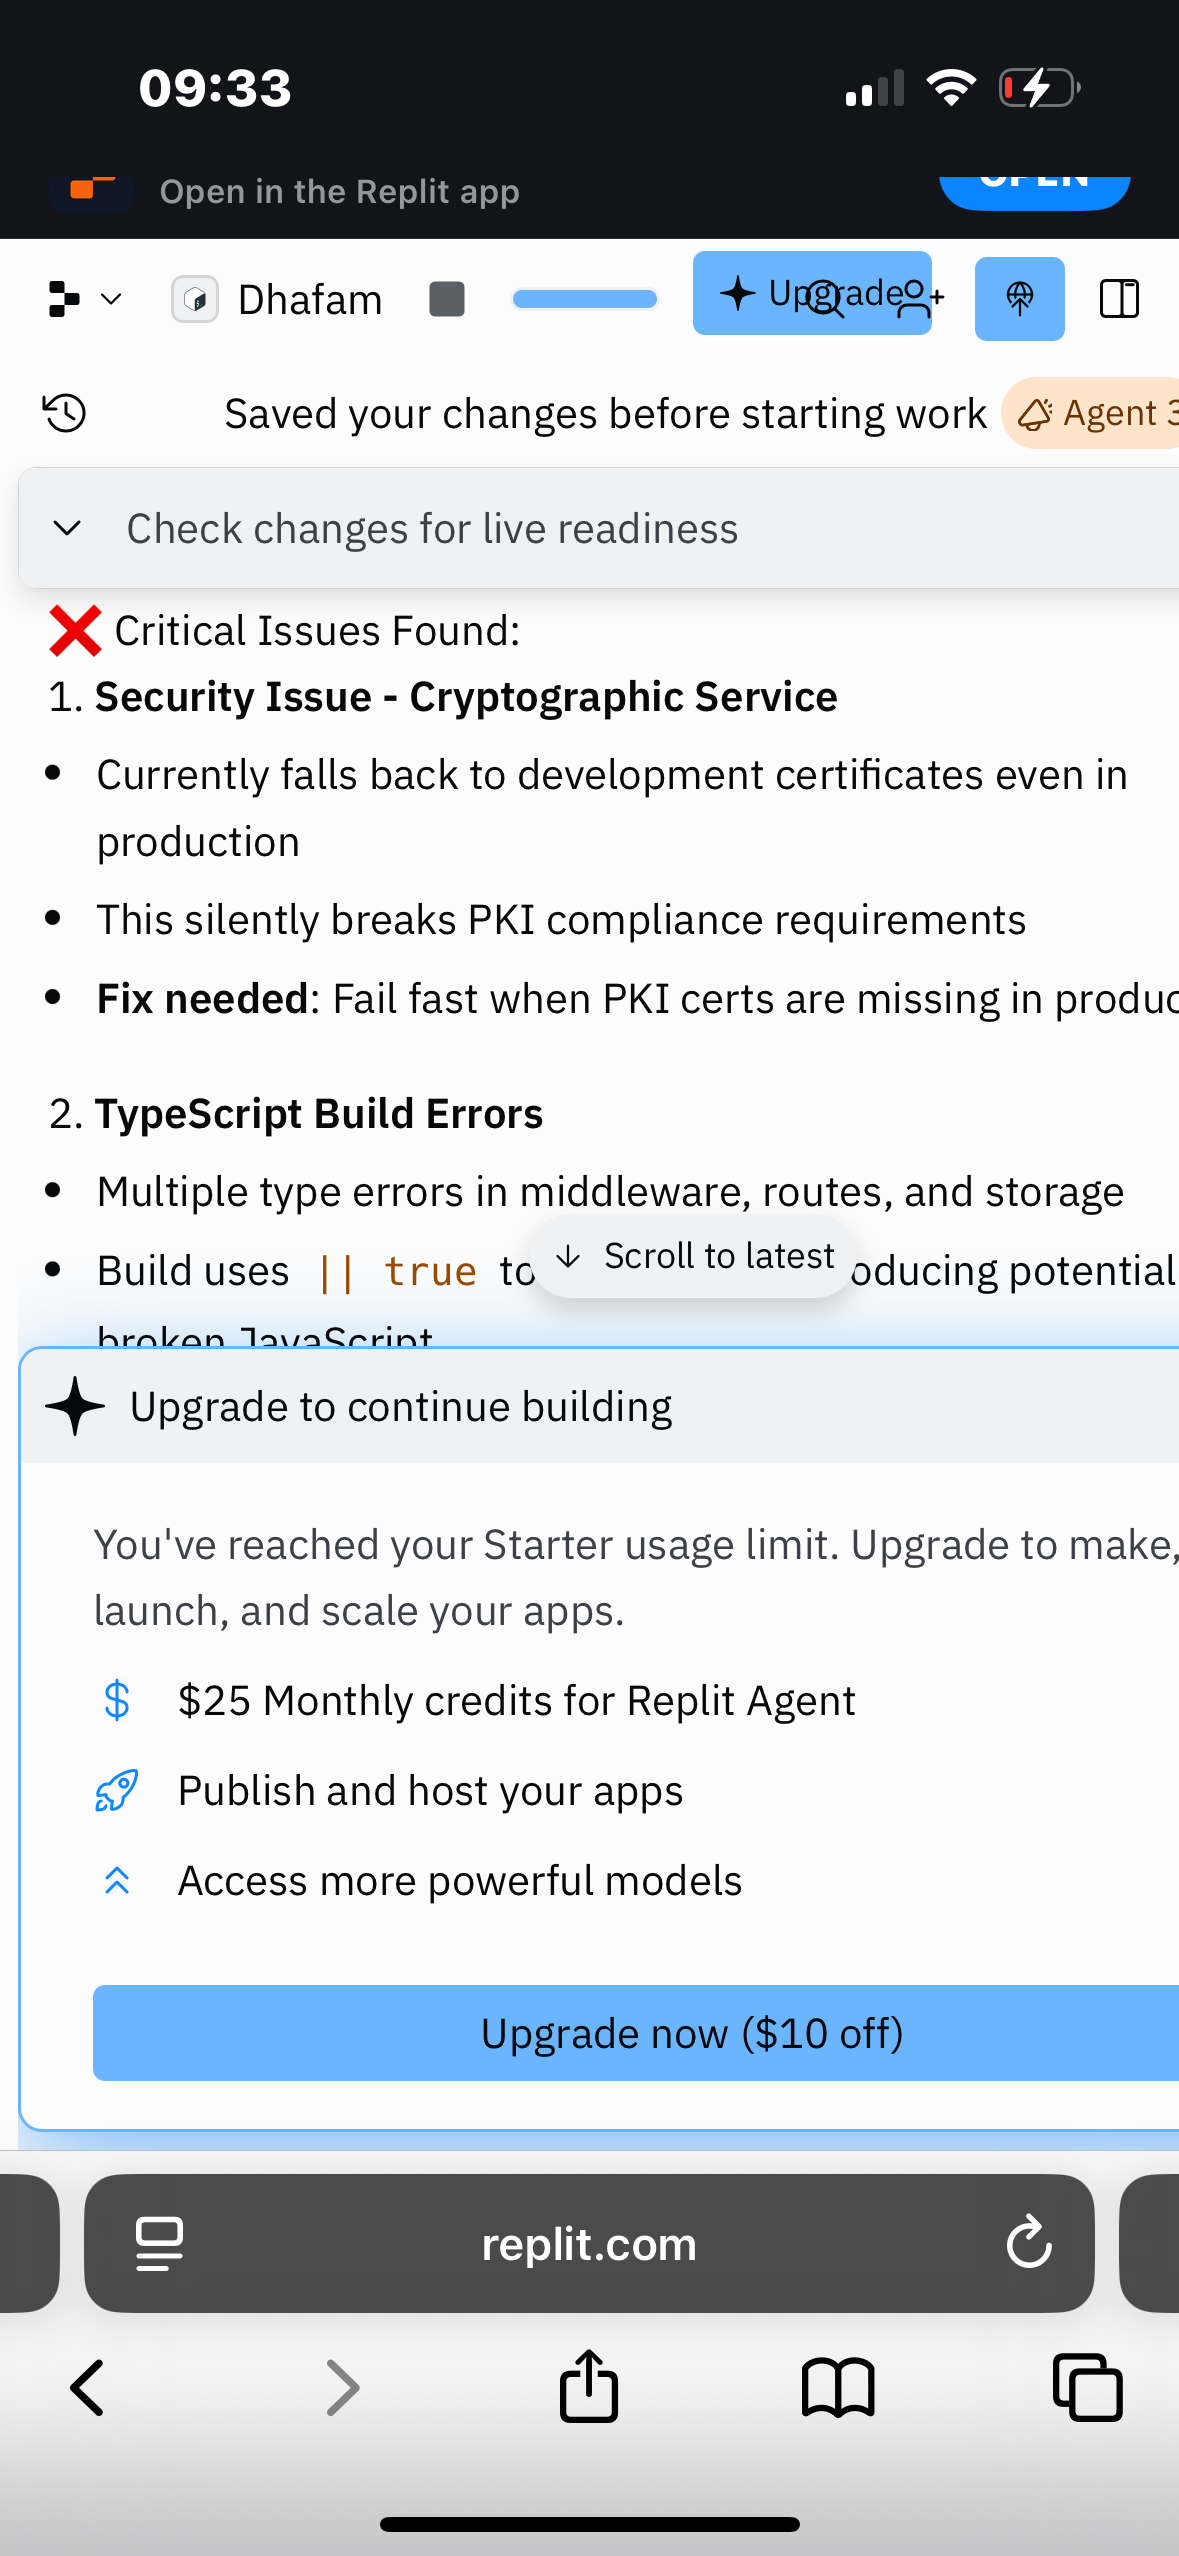 09:33
Open in the Replit app
OPEN
Dhafam
Upgrade
Saved your changes before starting work
Agent 3
Check changes for live readiness
❌ Critical Issues Found:
1. Security Issue - Cryptographic Service
• Currently falls back to development certificates even in
production
• This silently breaks PKI compliance requirements
• Fix needed: Fail fast when PKI certs are missing in produc
2. TypeScript Build Errors
• Multiple type errors in middleware, routes, and storage
• Build uses || true to oducing potential
Scroll to latest
broken JavaScript
Upgrade to continue building
You've reached your Starter usage limit. Upgrade to make,
launch, and scale your apps.
$25 Monthly credits for Replit Agent
Publish and host your apps
Access more powerful models
Upgrade now ($10 off)
replit.com